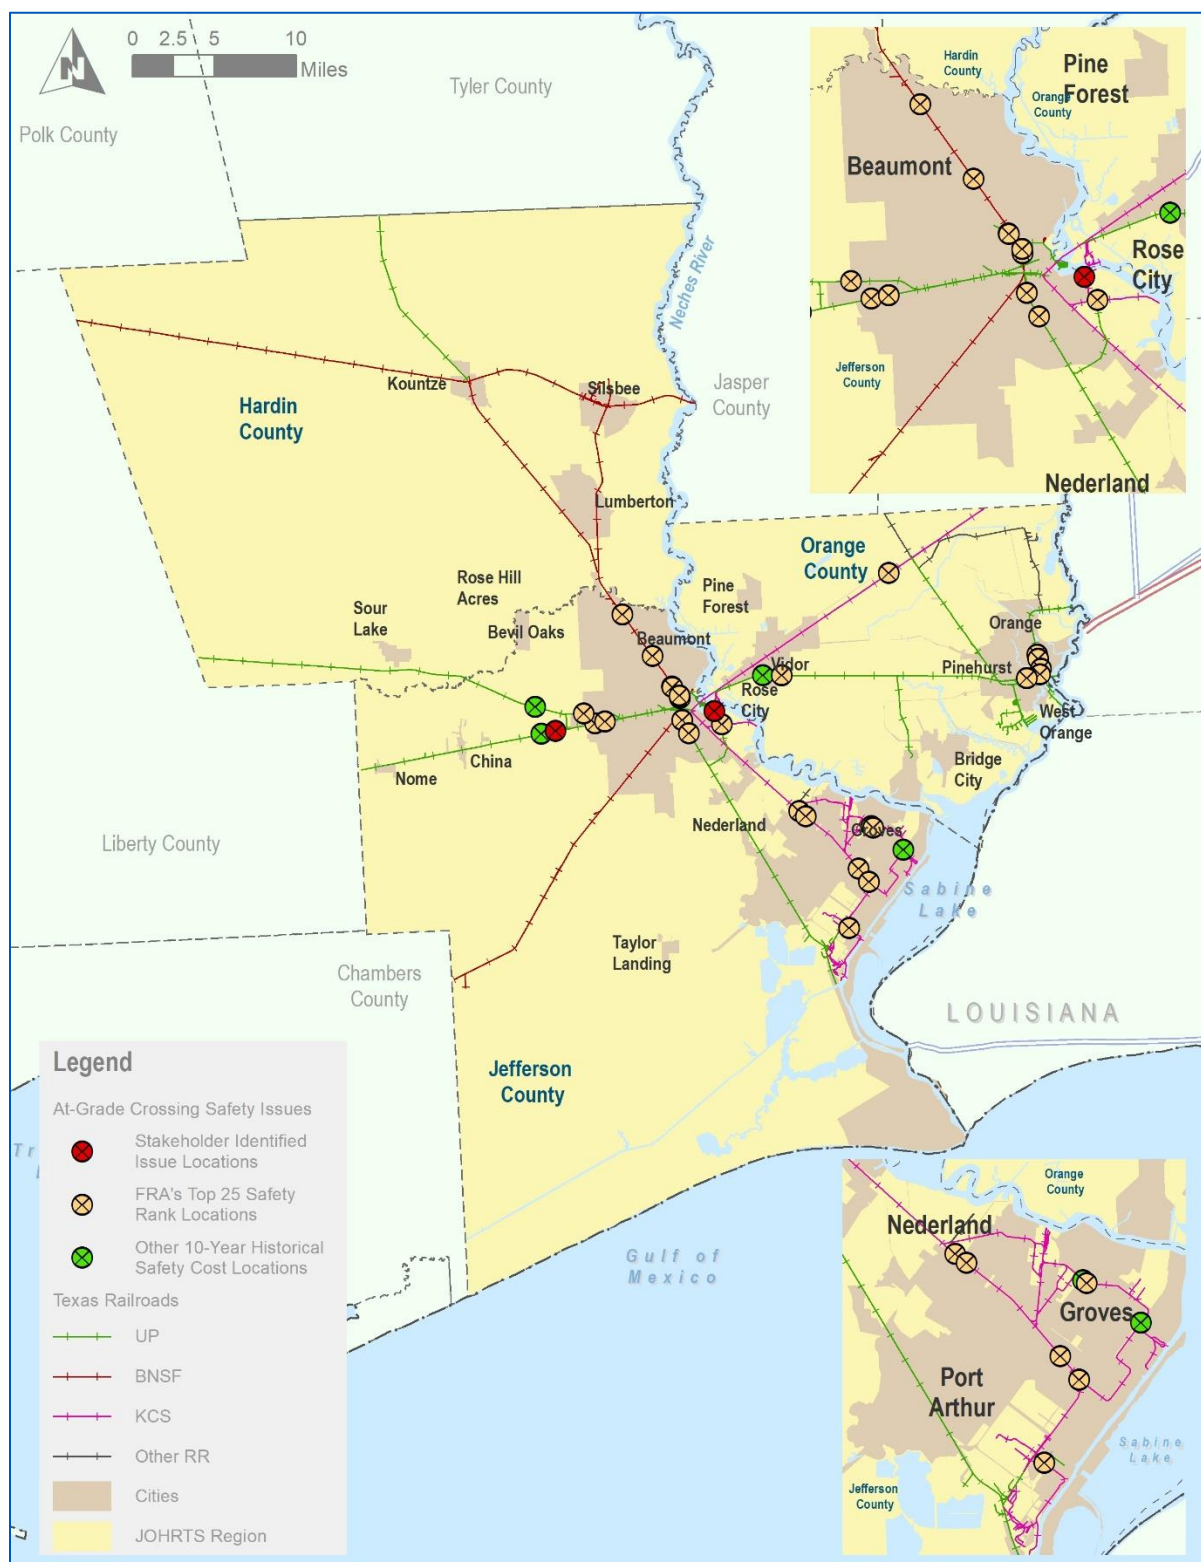 N
0 2.5 5 10
Miles
Tyler County
Polk County
Neches River
Kountze
Silsbee
Jasper
County
Hardin
County
Lumberton
Rose Hill
Acres
Sour
Lake
Bevil Oaks
Beaumont
Pine
Forest
Orange
County
Orange
Vidor
Pinehurst
Rose
City
West
Orange
China
Nome
Bridge
City
Nederland
Groves
Liberty County
Sabine
Lake
Taylor
Landing
Chambers
County
LOUISIANA
Jefferson
County
Gulf of
Mexico
Hardin
County
Pine
Forest
Orange
County
Beaumont
Rose
City
Jefferson
County
Nederland
Orange
County
Nederland
Groves
Port
Arthur
Sabine
Lake
Jefferson
County
Tr
Legend
At-Grade Crossing Safety Issues
Stakeholder Identified
Issue Locations
FRA's Top 25 Safety
Rank Locations
Other 10-Year Historical
Safety Cost Locations
Texas Railroads
UP
BNSF
KCS
Other RR
Cities
JOHRTS Region